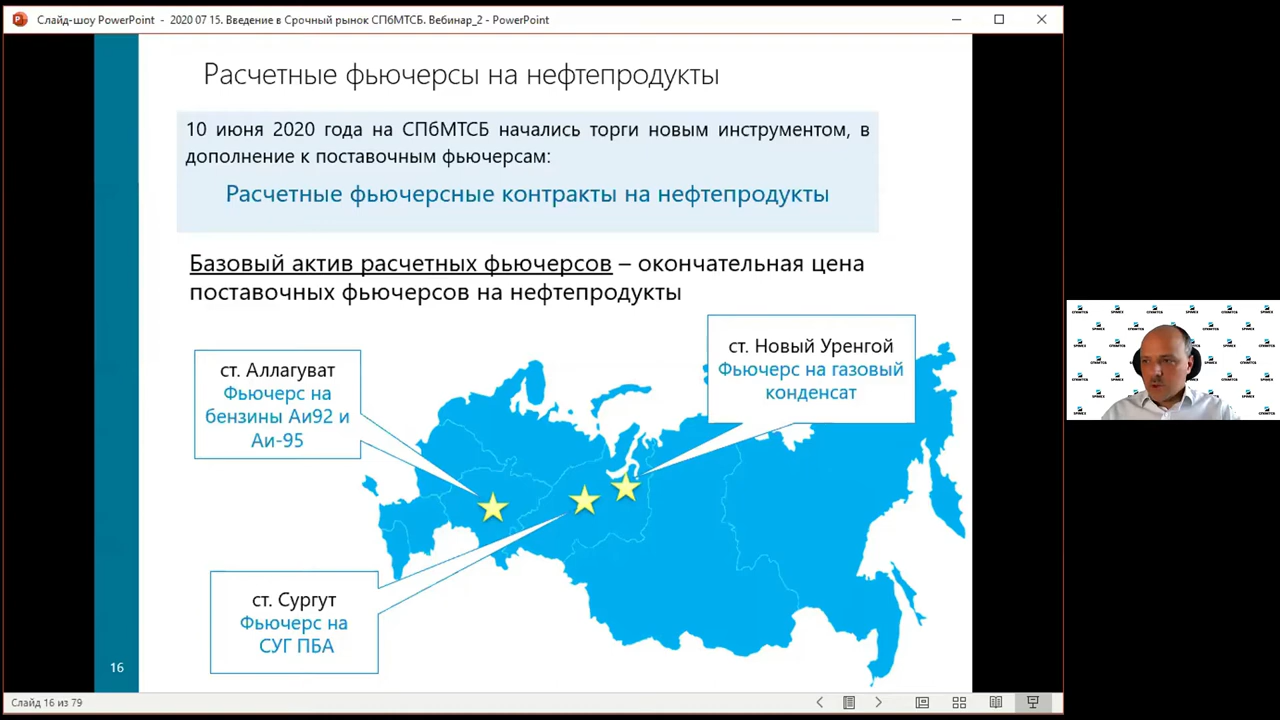 Слайд-шоу PowerPoint - 2020 07 15. Введение в Срочный рынок СПбМТСБ. Вебинар_2 - PowerPoint
Расчетные фьючерсы на нефтепродукты
10 июня 2020 года на СПбМТСБ начались торги новым инструментом, в
дополнение к поставочным фьючерсам:
Расчетные фьючерсные контракты на нефтепродукты
Базовый актив расчетных фьючерсов – окончательная цена
поставочных фьючерсов на нефтепродукты
ст. Новый Уренгой
Фьючерс на газовый
конденсат
ст. Аллагуват
Фьючерс на
бензины Аи92 и
Аи-95
ст. Сургут
Фьючерс на
СУГ ПБА
16
Слайд 16 из 79